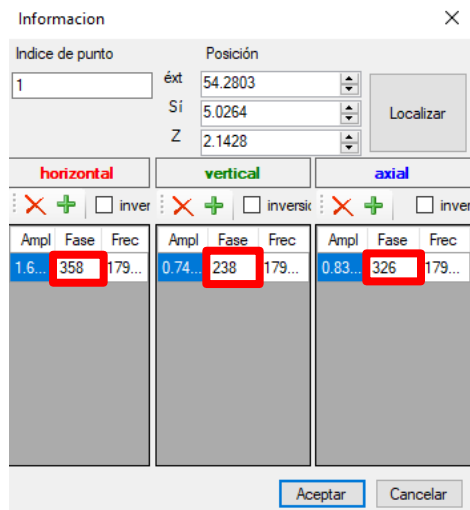 Informacion
Indice de punto Posición
1 éxt 54.2803
Sí 5.0264 Localizar
Z 2.1428
horizontal vertical axial
inver inversic inver
Ampl Fase Frec Ampl Fase Frec Ampl Fase Frec
1.6... 358 179... 0.74... 238 179... 0.83... 326 179...
Aceptar Cancelar